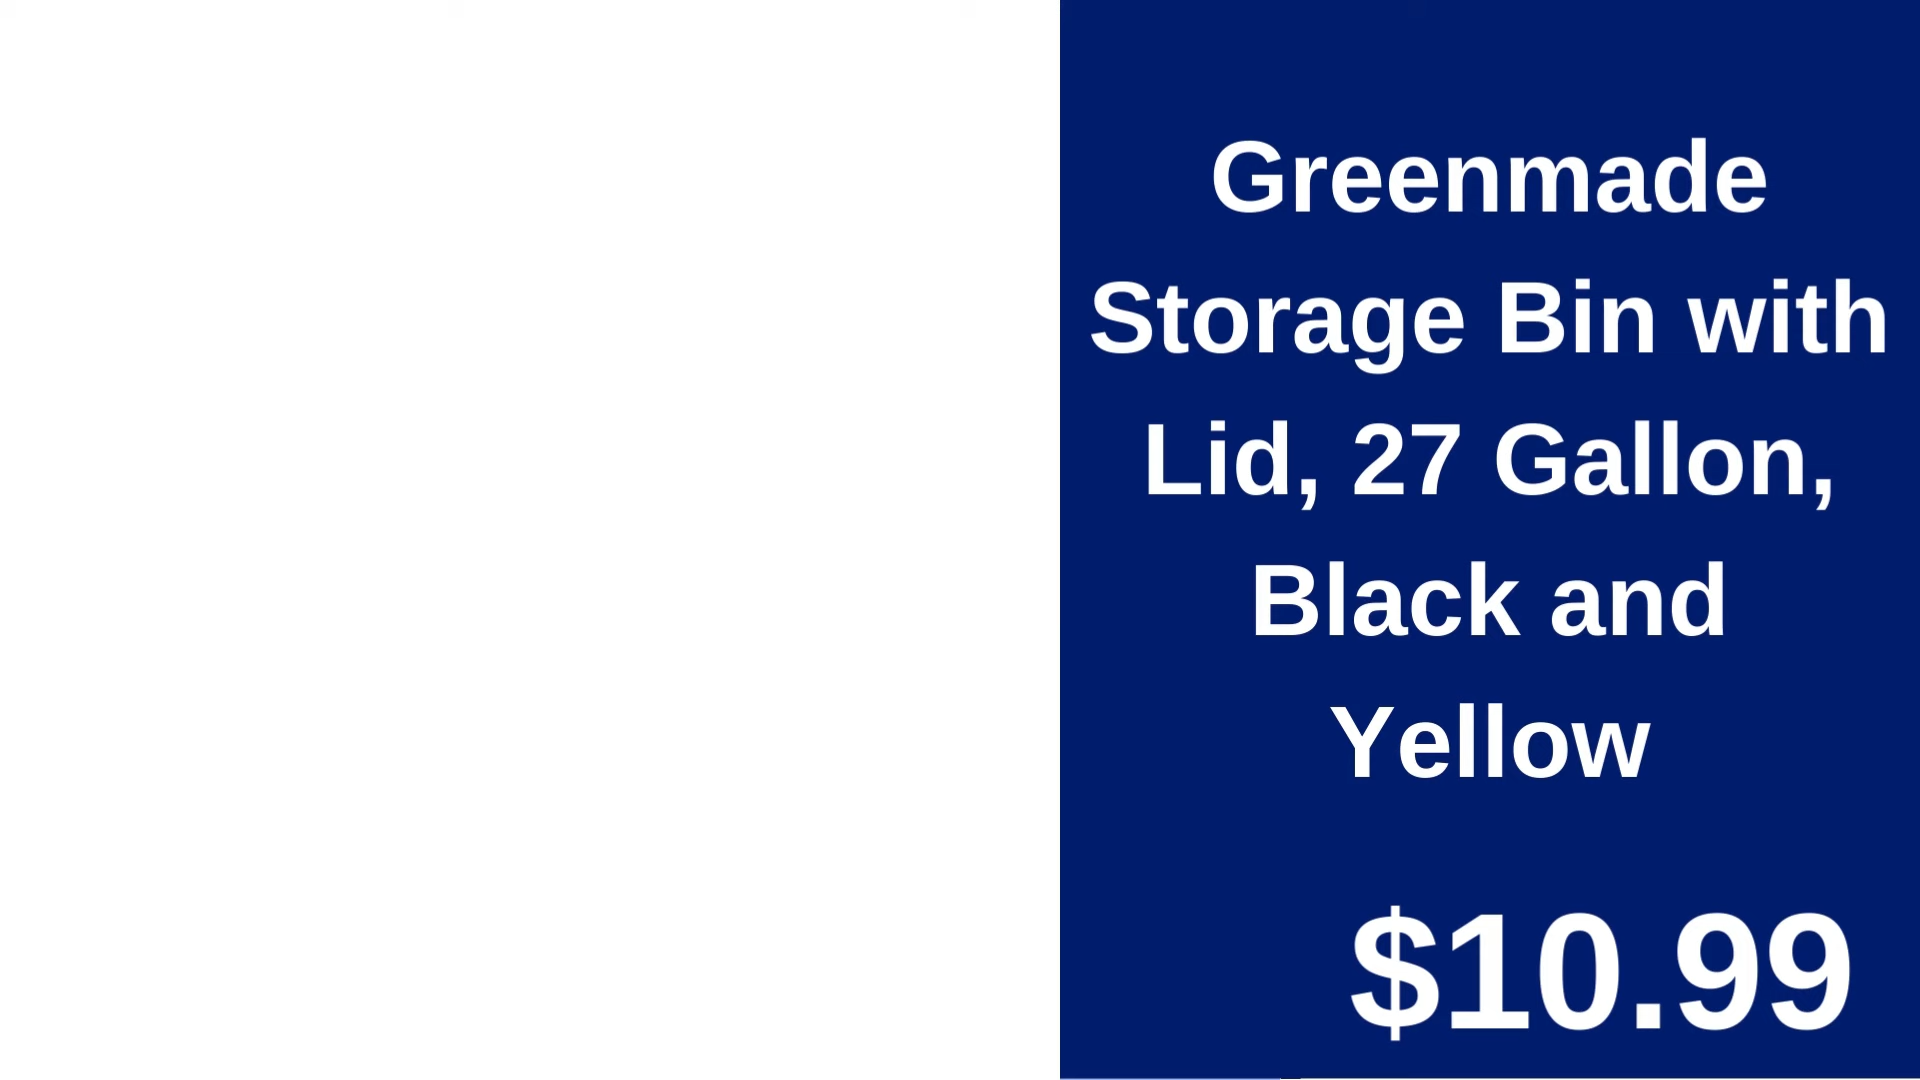 Greenmade
Storage Bin with
Lid, 27 Gallon,
Black and
Yellow
$10.99